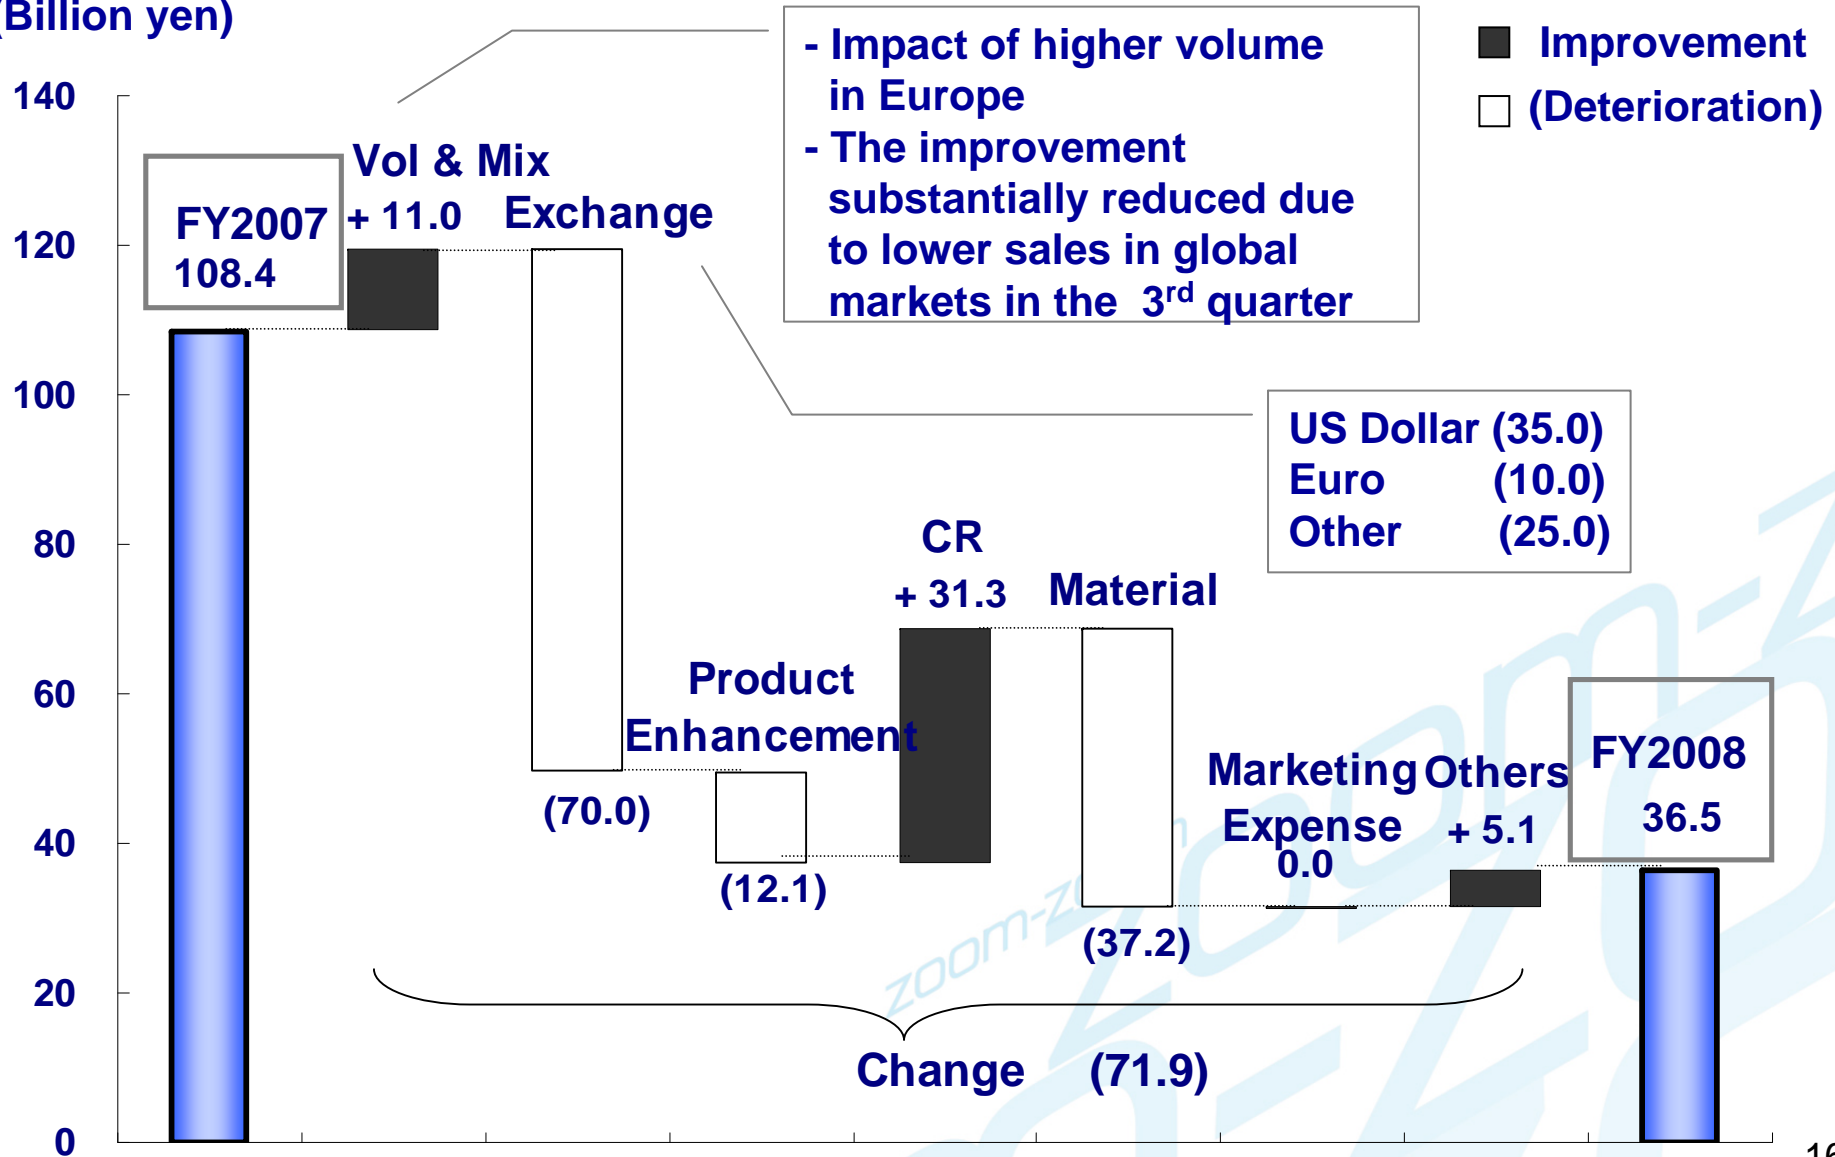 (Billion yen)
- Impact of higher volume
in Europe
- The improvement
substantially reduced due
to lower sales in global
markets in the 3rd quarter
Improvement
(Deterioration)
140
120
100
80
60
40
20
0
FY2007
108.4
Vol & Mix
+ 11.0
Exchange
(70.0)
US Dollar (35.0)
Euro (10.0)
Other (25.0)
Product
Enhancement
(12.1)
CR
+ 31.3
Material
(37.2)
Marketing
Expense
0.0
Others
+ 5.1
FY2008
36.5
Change (71.9)
zoom-zoom
16